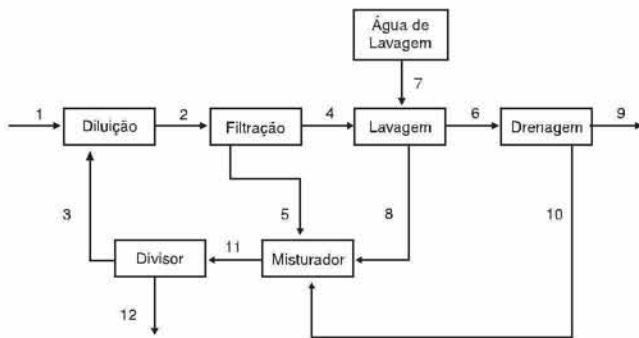 Água de
Lavagem
7
1
Diluição
2
Filtração
4
Lavagem
6
Drenagem
9
3
5
8
10
Divisor
11
Misturador
12